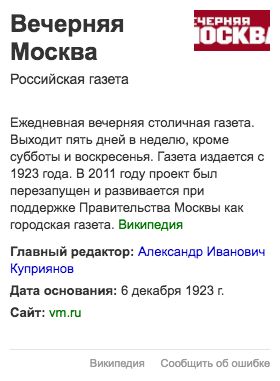 Вечерняя
Москва
ВЕЧЕРНЯЯ
МОСКВА
Российская газета
Ежедневная вечерняя столичная газета.
Выходит пять дней в неделю, кроме
субботы и воскресенья. Газета издается с
1923 года. В 2011 году проект был
перезапущен и развивается при
поддержке Правительства Москвы как
городская газета. Википедия
Главный редактор: Александр Иванович
Куприянов
Дата основания: 6 декабря 1923 г.
Сайт: vm.ru
Википедия Сообщить об ошибке